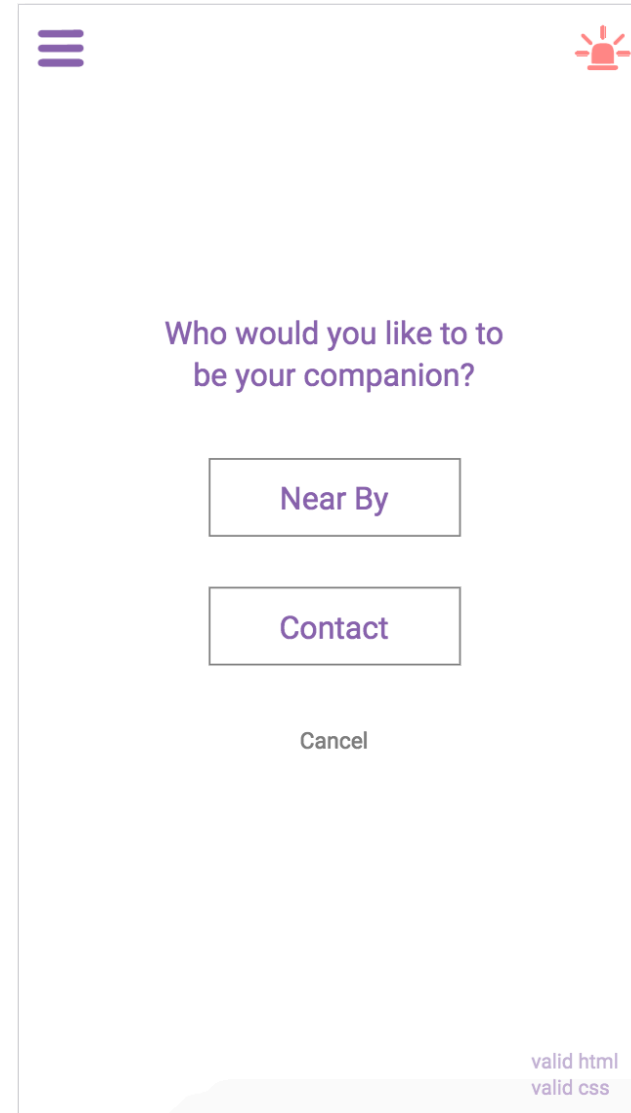 Who would you like to to
be your companion?
Near By
Contact
Cancel
valid html
valid css